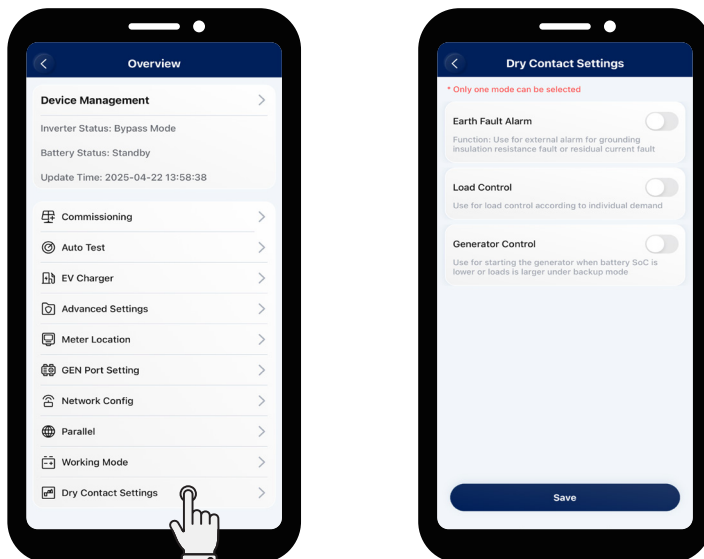 Overview
Device Management
Inverter Status: Bypass Mode
Battery Status: Standby
Update Time: 2025-04-22 13:58:38
Commissioning
Auto Test
EV Charger
Advanced Settings
Meter Location
GEN Port Setting
Network Config
Parallel
Working Mode
Dry Contact Settings
Dry Contact Settings
* Only one mode can be selected
Earth Fault Alarm
Function: Use for external alarm for grounding
insulation resistance fault or residual current fault
Load Control
Use for load control according to individual demand
Generator Control
Use for starting the generator when battery SoC is
lower or loads is larger under backup mode
Save